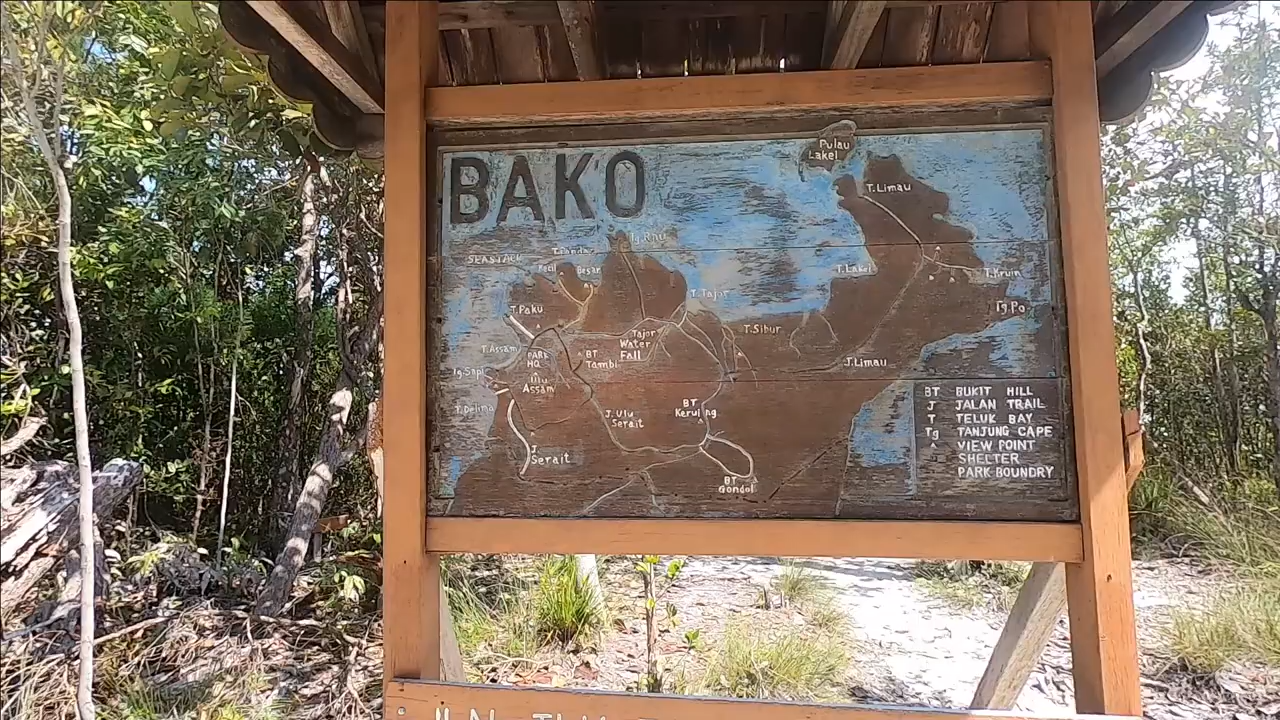 BAKO
Pulau
Lakei
T.Limau
Tg.Rhu
SEASTACK
Kecil
Besar
T.Lakei
T.Kruin
T.Tajor
Tg.Po
T.Paku
T.Sibur
Tajor
Water
Fall
T.Assam
PARK
HQ
BT
Tambi
J.Limau
Tg.Sapi
Ulu
Assam
T.Delima
J.Ulu
Serait
BT
Keruing
J.
Serait
BT
Gondol
BT BUKIT HILL
J JALAN TRAIL
T TELUK BAY
Tg TANJUNG CAPE
VIEW POINT
SHELTER
PARK BOUNDRY